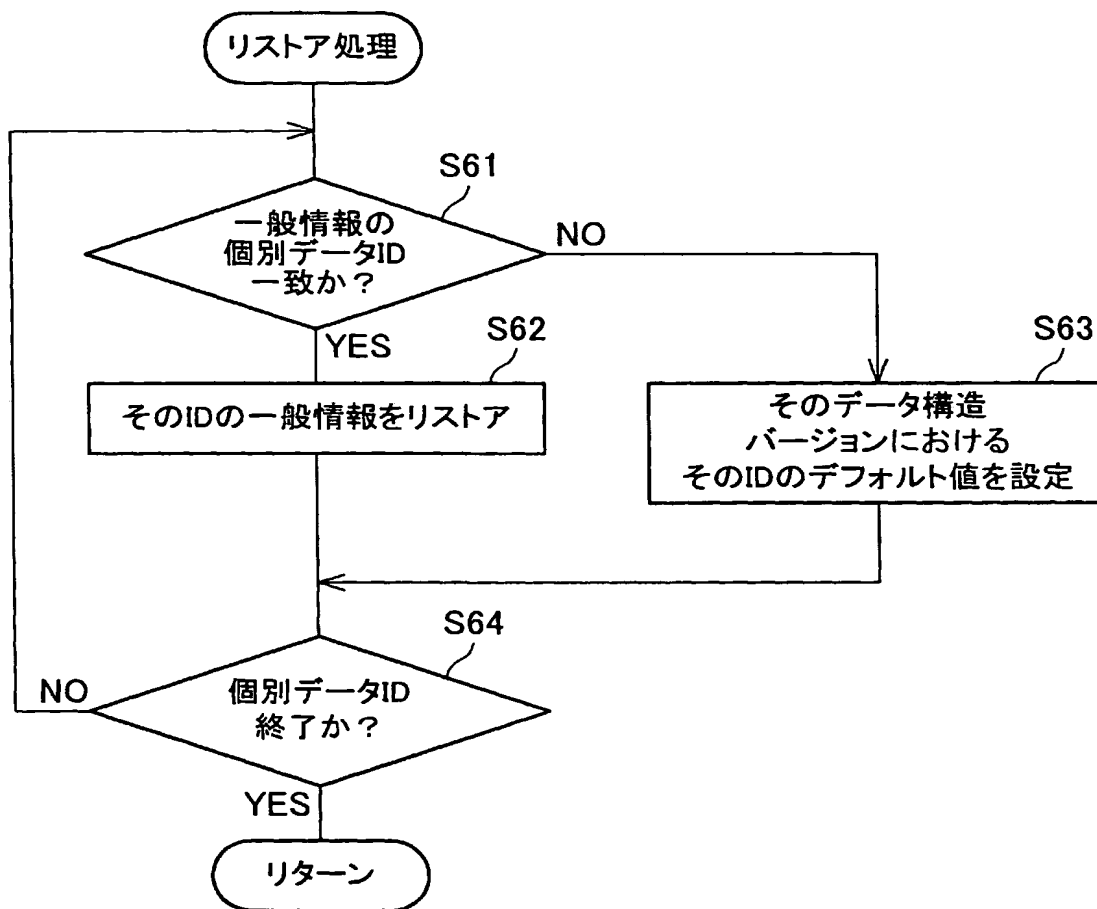 リストア処理
S61
一般情報の
個別データID
一致か？
NO
YES
S62
そのIDの一般情報をリストア
S63
そのデータ構造
バージョンにおける
そのIDのデフォルト値を設定
S64
個別データID
終了か？
NO
YES
リターン